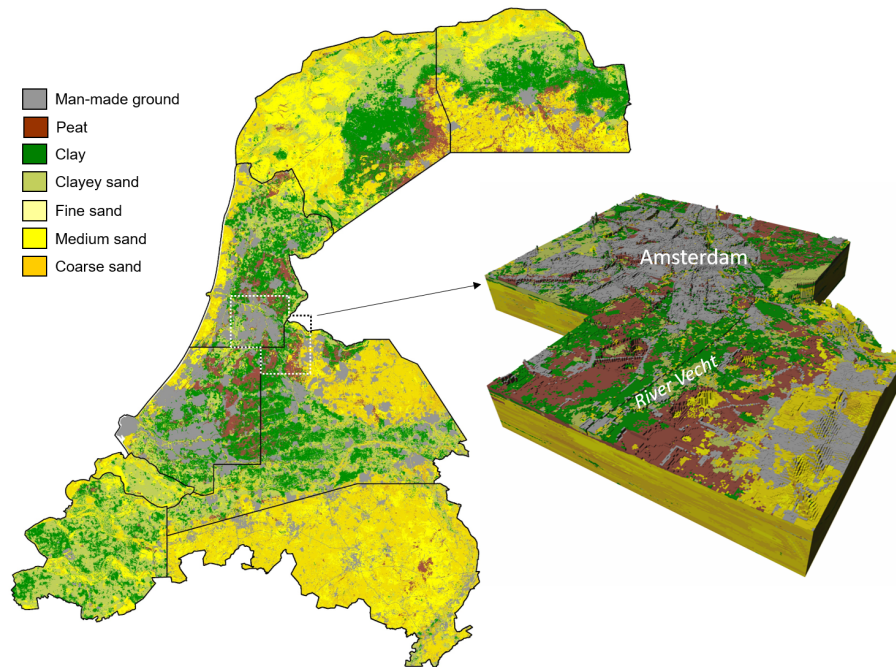 Man-made ground
Peat
Clay
Clayey sand
Fine sand
Medium sand
Coarse sand
Amsterdam
River Vecht